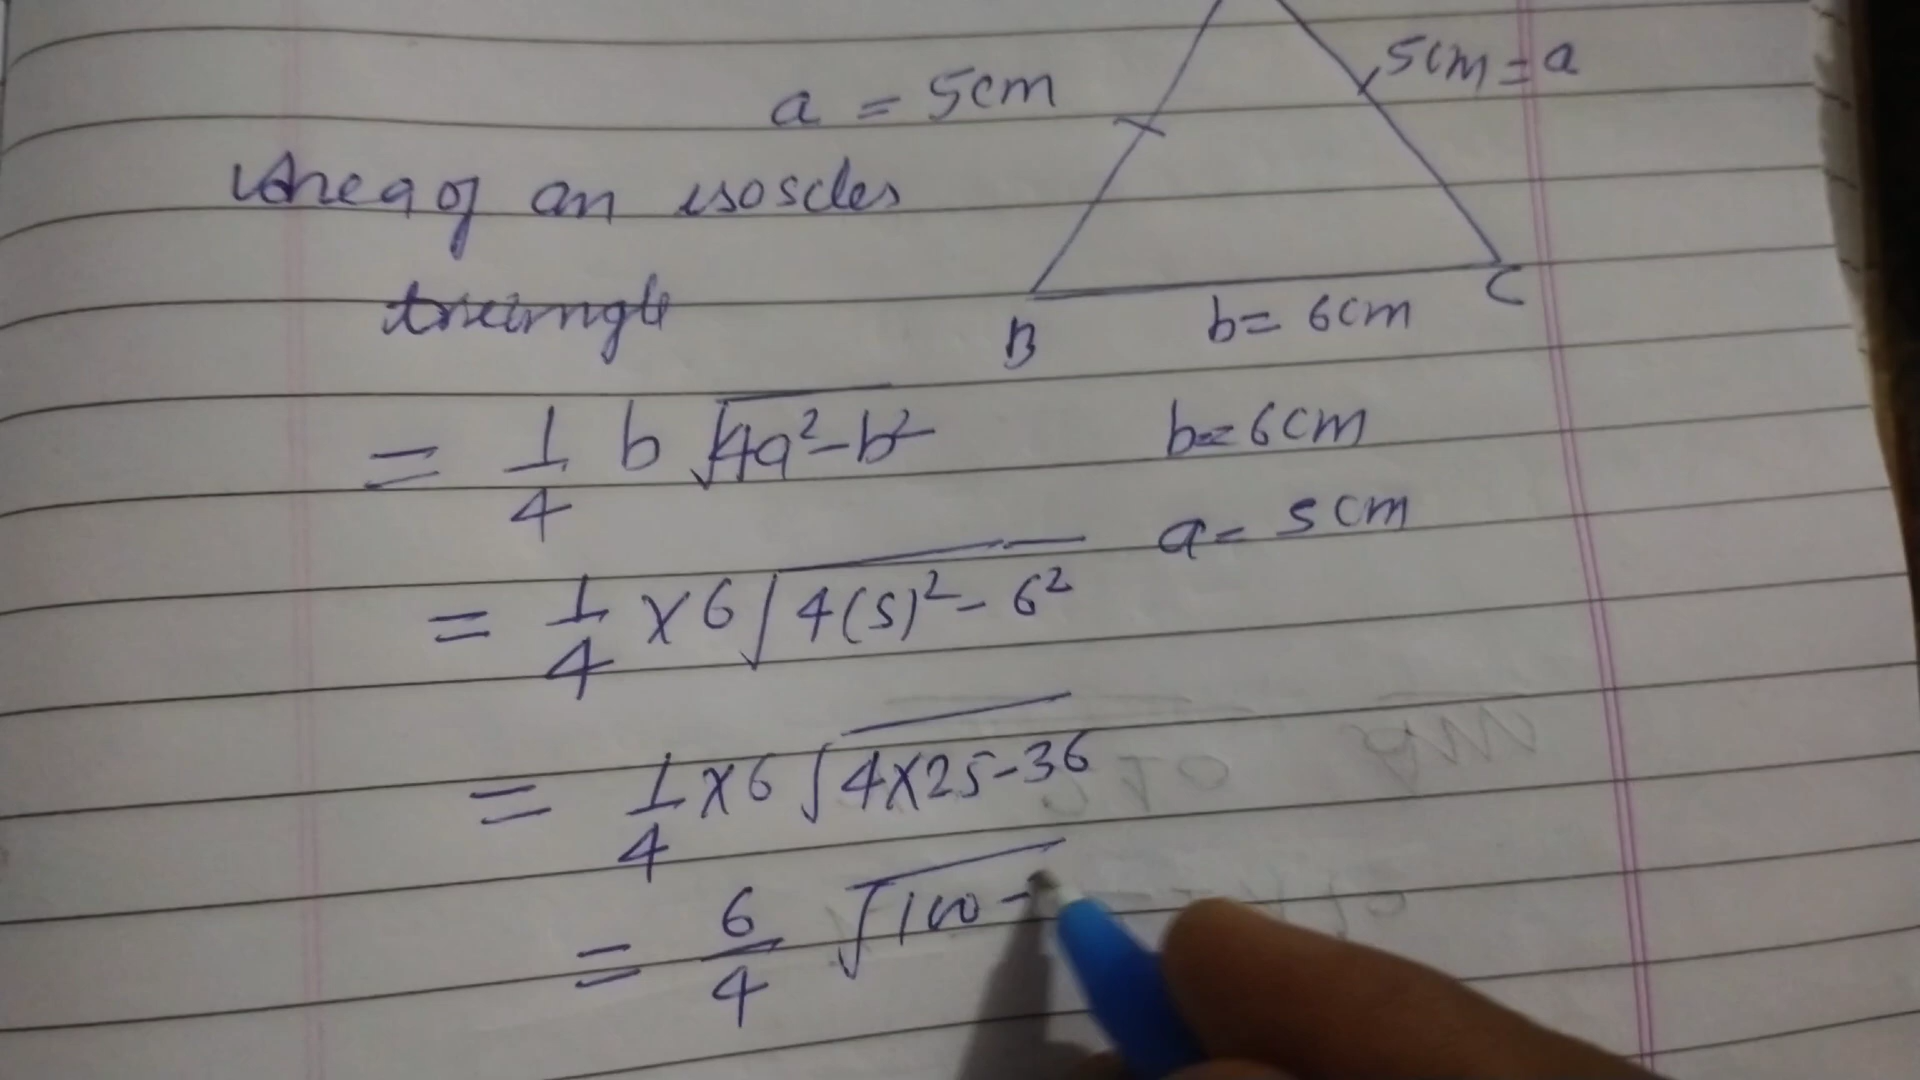 5cm = a
a = 5cm
Area of an isoscles
triangle
B
C
b = 6cm
= 1/4 b √4a²-b²
b = 6cm
a = 5cm
= 1/4 × 6 √4(5)² - 6²
= 1/4 × 6 √4×25-36
= 6/4 √100 -